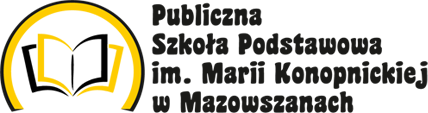 Publiczna
Szkoła Podstawowa
im. Marii Konopnickiej
w Mazowszanach